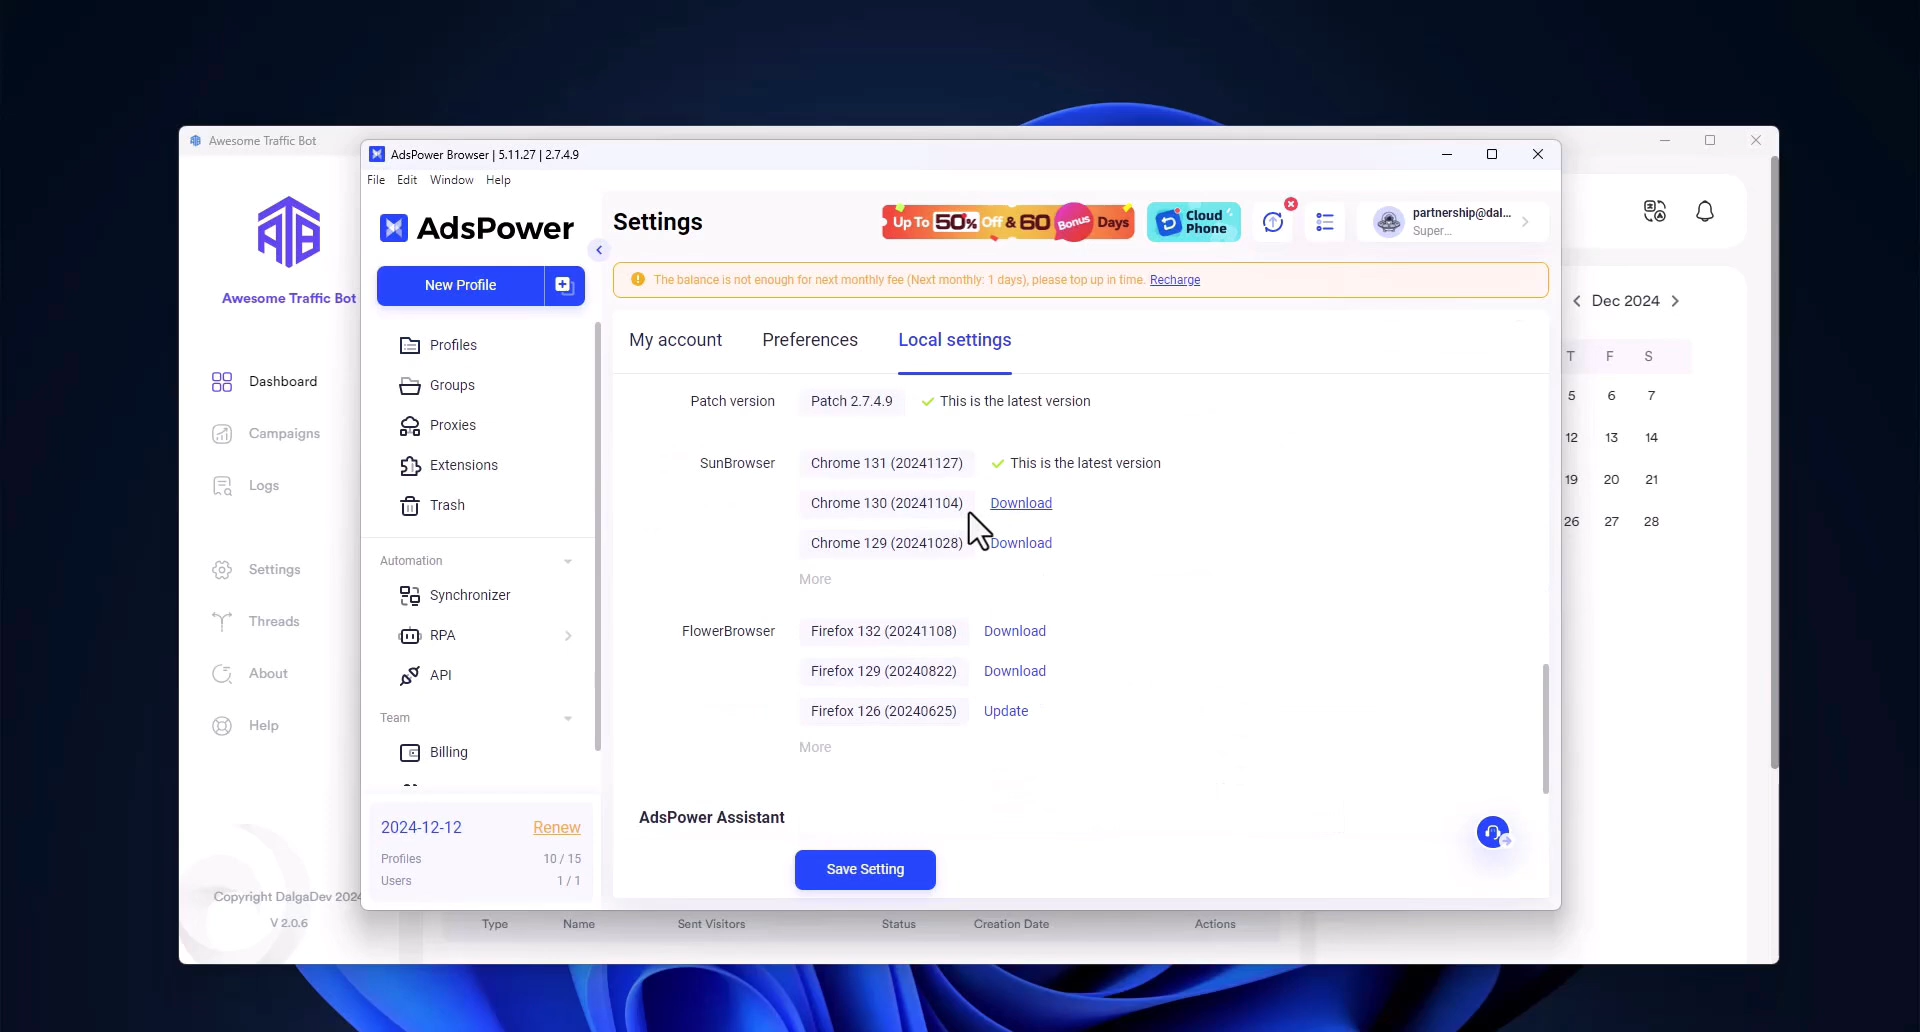 Awesome Traffic Bot
AdsPower Browser | 5.11.27 | 2.7.4.9
File Edit Window Help
AdsPower
Settings
Up To 50% Off & 60 Bonus Days
Cloud Phone
partnership@dal...
Super...
New Profile
The balance is not enough for next monthly fee (Next monthly: 1 days), please top up in time. Recharge
Awesome Traffic Bot
Dec 2024
My account Preferences Local settings
Profiles
Groups
Proxies
Extensions
Trash
Automation
Synchronizer
RPA
API
Team
Billing
2024-12-12 Renew
Profiles 10 / 15
Users 1 / 1
Patch version Patch 2.7.4.9 This is the latest version
SunBrowser Chrome 131 (20241127) This is the latest version
Chrome 130 (20241104) Download
Chrome 129 (20241028) Download
More
FlowerBrowser Firefox 132 (20241108) Download
Firefox 129 (20240822) Download
Firefox 126 (20240625) Update
More
AdsPower Assistant
Save Setting
Dashboard
Campaigns
Logs
Settings
Threads
About
Help
Copyright DalgaDev 2024
V 2.0.6
T F S
5 6 7
12 13 14
19 20 21
26 27 28
Type Name Sent Visitors Status Creation Date Actions